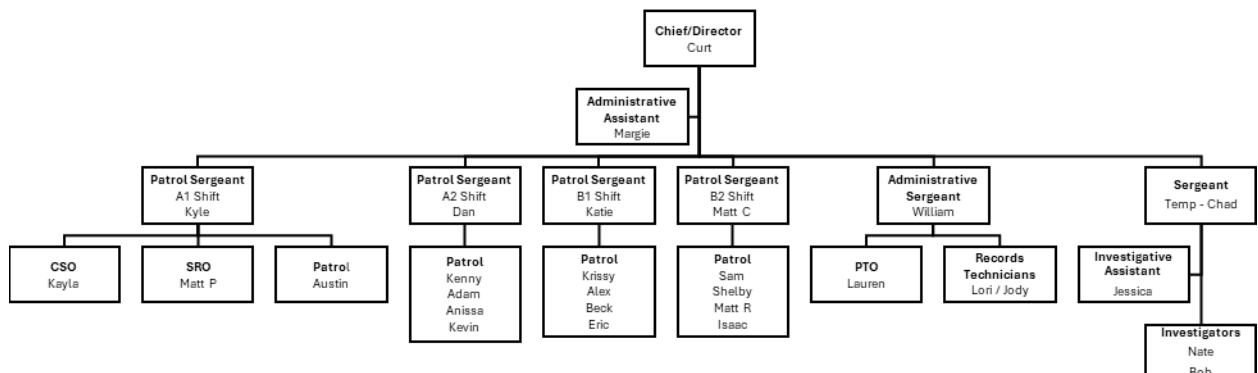 Chief/Director
Curt
Administrative
Assistant
Margie
Patrol Sergeant
A1 Shift
Kyle
Patrol Sergeant
A2 Shift
Dan
Patrol Sergeant
B1 Shift
Katie
Patrol Sergeant
B2 Shift
Matt C
Administrative
Sergeant
William
Sergeant
Temp - Chad
CSO
Kayla
SRO
Matt P
Patrol
Austin
Patrol
Kenny
Adam
Anissa
Kevin
Patrol
Krissy
Alex
Beck
Eric
Patrol
Sam
Shelby
Matt R
Isaac
PTO
Lauren
Records
Technicians
Lori / Jody
Investigative
Assistant
Jessica
Investigators
Nate
Bob